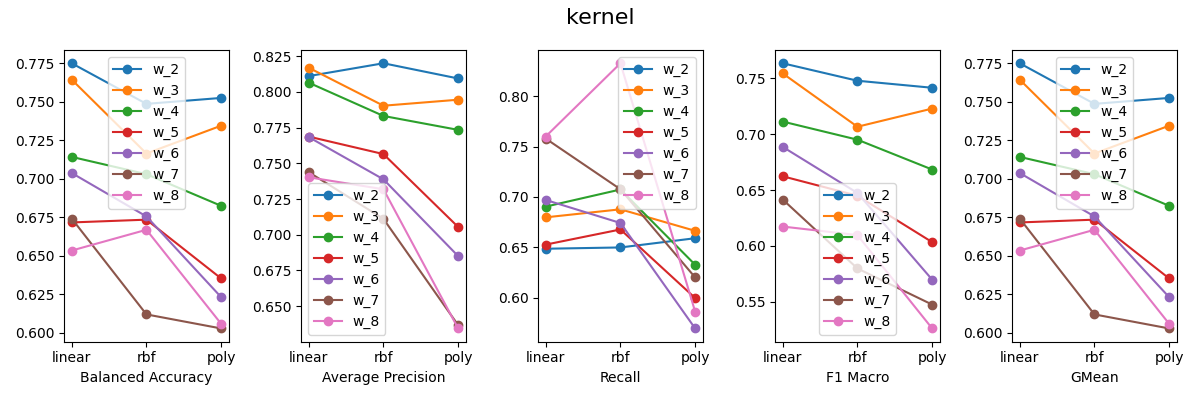 kernel
0.775
0.750
0.725
0.700
0.675
0.650
0.625
0.600
w_2
w_3
w_4
w_5
w_6
w_7
w_8
linear rbf poly
Balanced Accuracy
0.825
0.800
0.775
0.750
0.725
0.700
0.675
0.650
w_2
w_3
w_4
w_5
w_6
w_7
w_8
linear rbf poly
Average Precision
0.80
0.75
0.70
0.65
0.60
w_2
w_3
w_4
w_5
w_6
w_7
w_8
linear rbf poly
Recall
0.75
0.70
0.65
0.60
0.55
w_2
w_3
w_4
w_5
w_6
w_7
w_8
linear rbf poly
F1 Macro
0.775
0.750
0.725
0.700
0.675
0.650
0.625
0.600
w_2
w_3
w_4
w_5
w_6
w_7
w_8
linear rbf poly
GMean